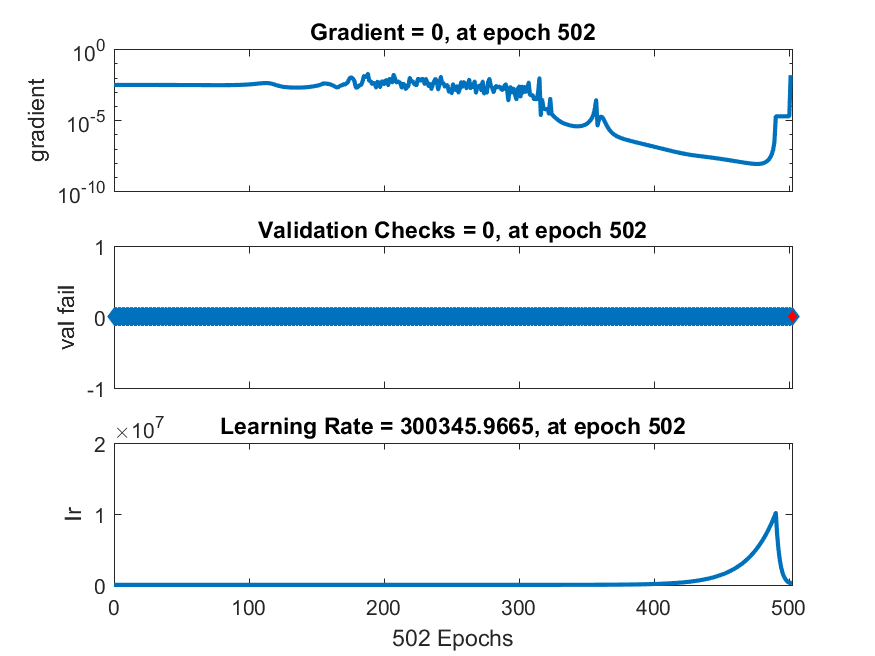 Gradient = 0, at epoch 502
10^0
10^-5
10^-10
gradient
Validation Checks = 0, at epoch 502
1
0
-1
val fail
×10^7
Learning Rate = 300345.9665, at epoch 502
2
1
0
lr
0 100 200 300 400 500
502 Epochs